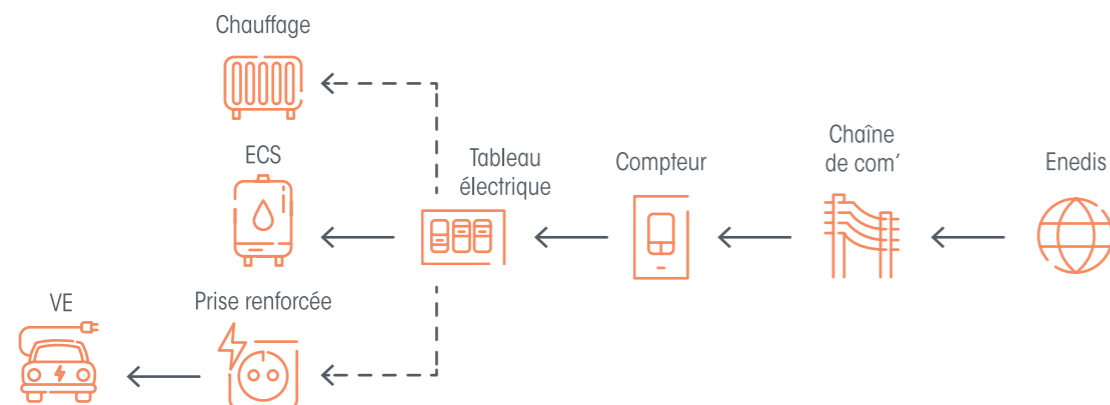 Chauffage
ECS
Tableau
électrique
Compteur
Chaîne
de com’
Enedis
VE
Prise renforcée